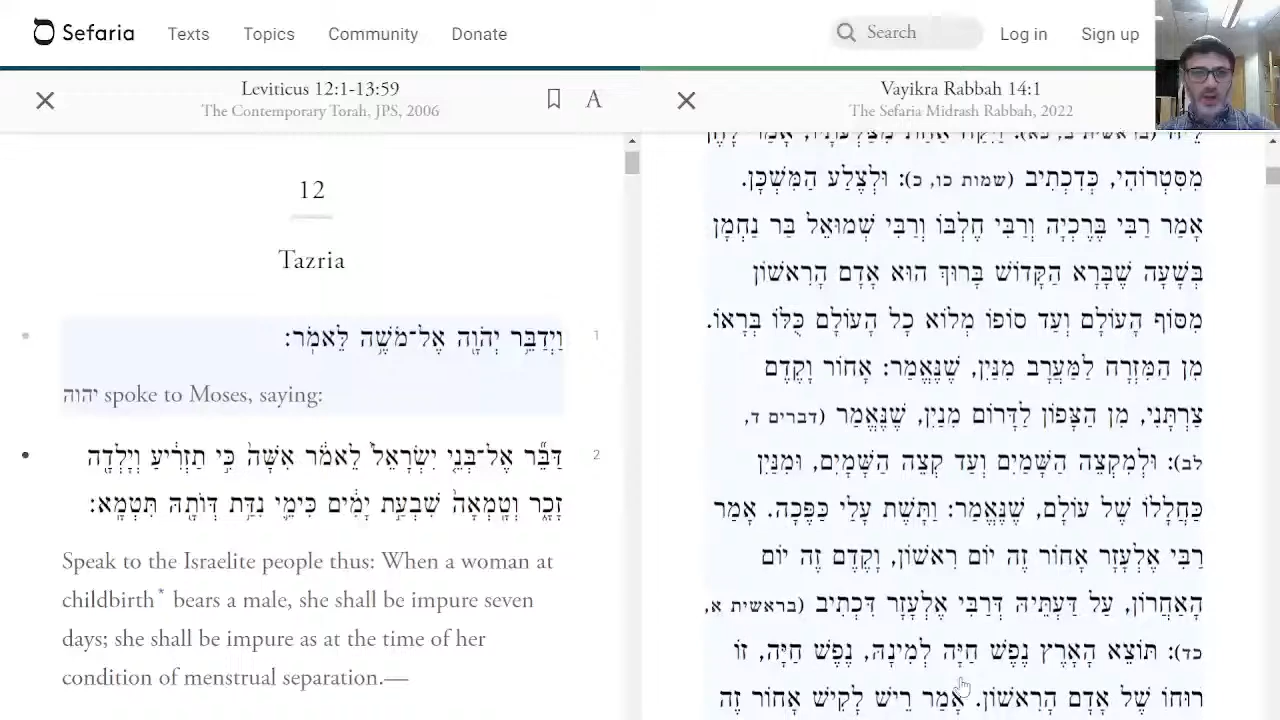 Sefaria Texts Topics Community Donate Search Log in Sign up
Leviticus 12:1-13:59
The Contemporary Torah, JPS, 2006
A
12
Tazria
וַיְדַבֵּ֥ר יְהֹוָ֖ה אֶל־מֹשֶׁ֥ה לֵּאמֹֽר׃
1
יהוה spoke to Moses, saying:
דַּבֵּ֞ר אֶל־בְּנֵ֤י יִשְׂרָאֵל֙ לֵאמֹ֔ר אִשָּׁה֙ כִּ֣י תַזְרִ֔יעַ וְיָלְדָ֖ה
2
זָכָ֑ר וְטָֽמְאָה֙ שִׁבְעַ֣ת יָמִ֔ים כִּימֵ֛י נִדַּ֥ת דְּוֺתָ֖הּ תִּטְמָֽא׃
Speak to the Israelite people thus: When a woman at
childbirth* bears a male, she shall be impure seven
days; she shall be impure as at the time of her
condition of menstrual separation.—
Vayikra Rabbah 14:1
The Sefaria Midrash Rabbah, 2022
לֵיהּ (בראשית ב, כא): וַיִּקַּח אַחַת מִצַּלְעֹתָיו, אָמַר לָהֶן
מִסִּטְרוֹהִי, כְּדִכְתִיב (שמות כו, כ): וּלְצֶלַע הַמִּשְׁכָּן.
אָמַר רַבִּי בֶּרֶכְיָה וְרַבִּי חֶלְבּוֹ וְרַבִּי שְׁמוּאֵל בַּר נַחְמָן
בְּשָׁעָה שֶׁבָּרָא הַקָּדוֹשׁ בָּרוּךְ הוּא אָדָם הָרִאשׁוֹן
מִסּוֹף הָעוֹלָם וְעַד סוֹפוֹ מְלוֹא כָל הָעוֹלָם כֻּלּוֹ בְּרָאוֹ.
מִן הַמִּזְרָח לַמַּעֲרָב מִנַּיִן, שֶׁנֶּאֱמַר: אָחוֹר וָקֶדֶם
צַרְתָּנִי, מִן הַצָּפוֹן לַדָּרוֹם מִנַּיִן, שֶׁנֶּאֱמַר (דברים ד,
לב): וּלְמִקְצֵה הַשָּׁמַיִם וְעַד קְצֵה הַשָּׁמָיִם, וּמִנַּיִן
כַּחֲלָלוֹ שֶׁל עוֹלָם, שֶׁנֶּאֱמַר: וַתָּשֶׁת עָלַי כַּפֶּכָה. אָמַר
רַבִּי אֶלְעָזָר אָחוֹר זֶה יוֹם רִאשׁוֹן, וָקֶדֶם זֶה יוֹם
הָאַחֲרוֹן, עַל דַּעְתֵּיהּ דְּרַבִּי אֶלְעָזָר דִּכְתִיב (בראשית א,
כד): תּוֹצֵא הָאָרֶץ נֶפֶשׁ חַיָּה לְמִינָהּ, נֶפֶשׁ חַיָּה, זוֹ
רוּחוֹ שֶׁל אָדָם הָרִאשׁוֹן. אָמַר רֵישׁ לָקִישׁ אָחוֹר זֶה